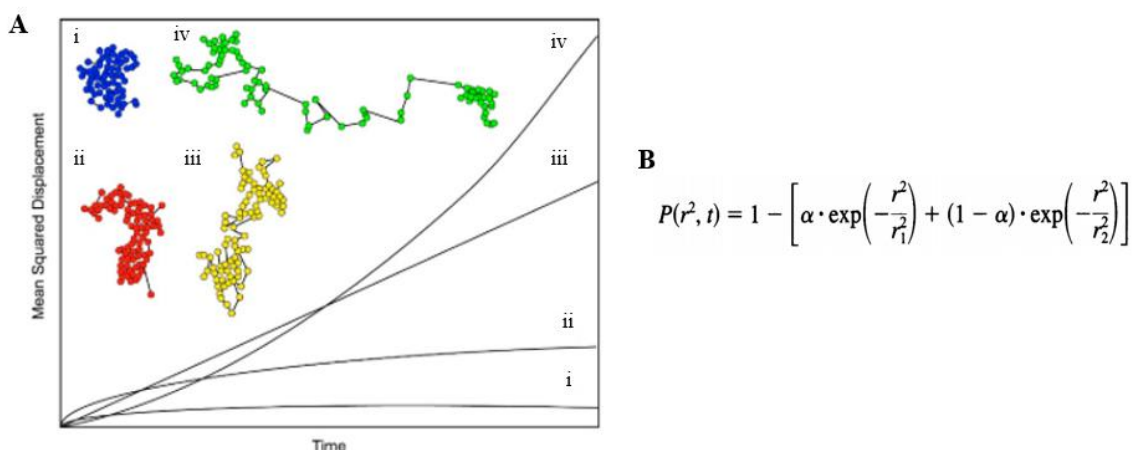 A
i
iv
iv
ii
iii
iii
ii
i
Mean Squared Displacement
Time
B
P(r², t) = 1 − [α · exp(−r²/r₁²) + (1 − α) · exp(−r²/r₂²)]